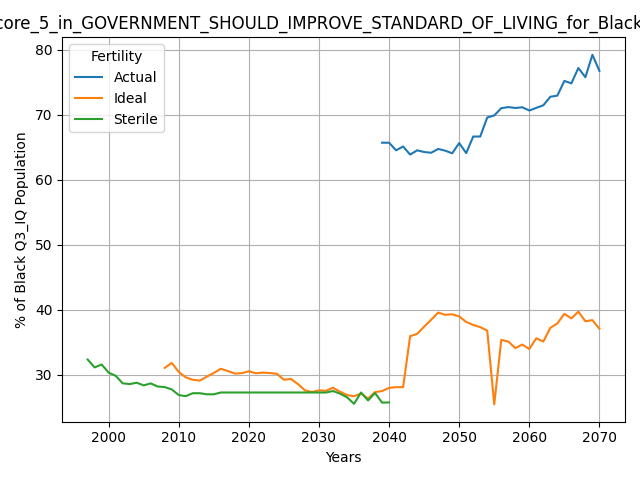 core_5_in_GOVERNMENT_SHOULD_IMPROVE_STANDARD_OF_LIVING_for_Black
Fertility
Actual
Ideal
Sterile
% of Black Q3_IQ Population
80
70
60
50
40
30
2000 2010 2020 2030 2040 2050 2060 2070
Years